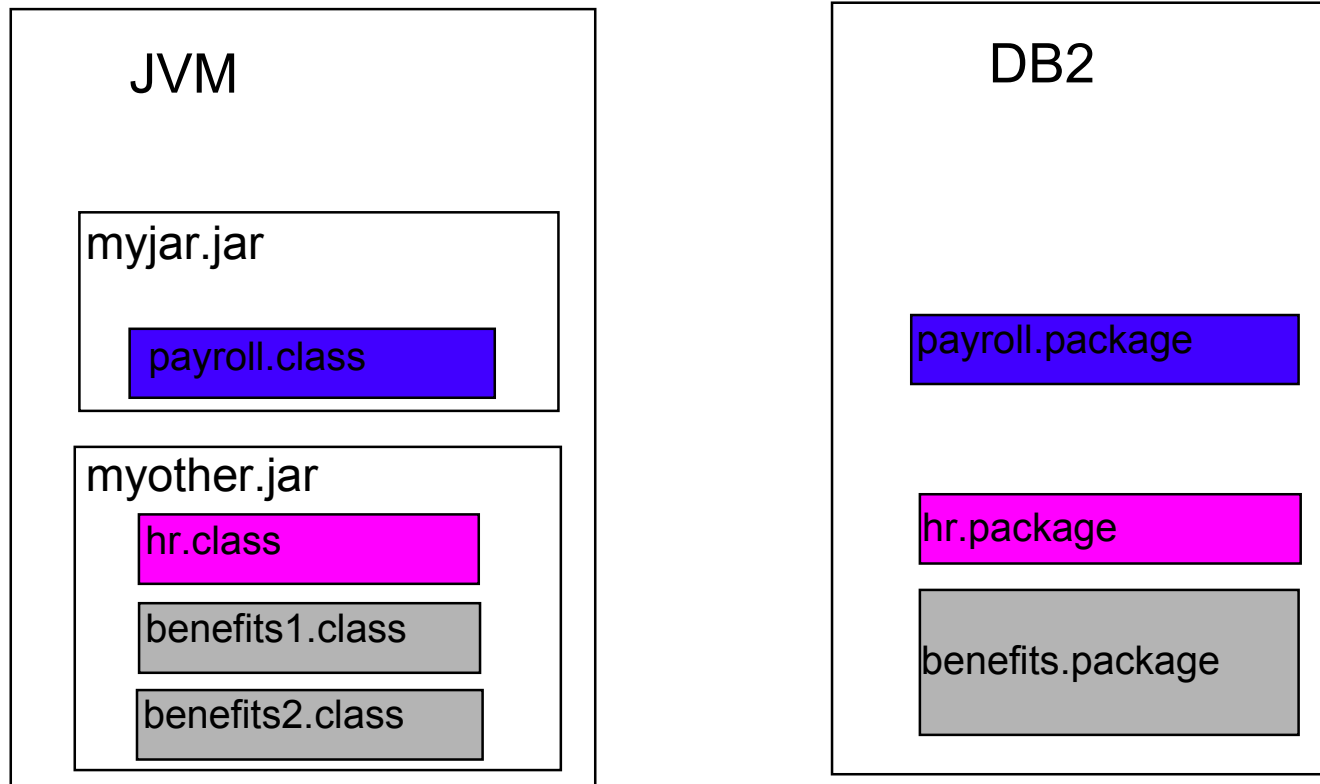 JVM
myjar.jar
payroll.class
myother.jar
hr.class
benefits1.class
benefits2.class
DB2
payroll.package
hr.package
benefits.package